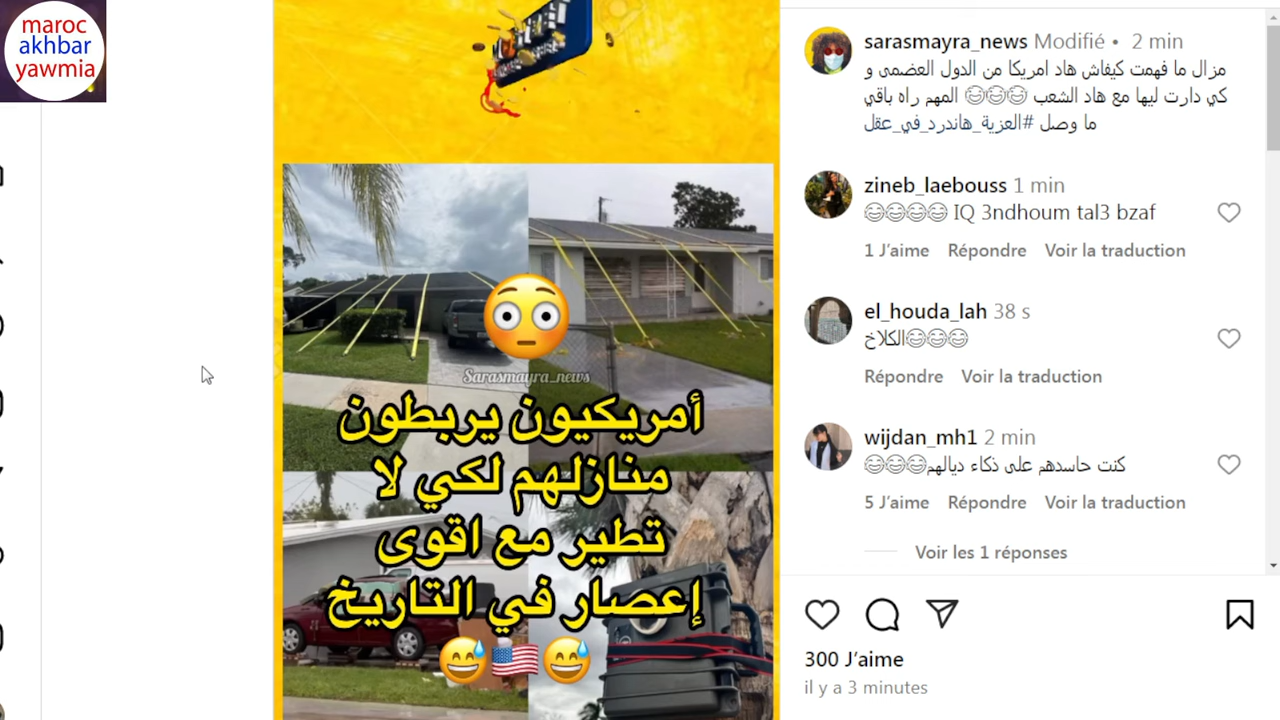 maroc
akhbar
yawmia
Sarasmayra_news
أمريكيون يربطون
منازلهم لكي لا
تطير مع اقوى
إعصار في التاريخ
😅🇺🇸😅
sarasmayra_news Modifié • 2 min
مزال ما فهمت كيفاش هاد امريكا من الدول العضمى و
كي دارت ليها مع هاد الشعب 😂😂😂 المهم راه باقي
ما وصل #العزية_هاندرد_في_عقل
zineb_laebouss 1 min
😂😂😂😂 IQ 3ndhoum tal3 bzaf
1 J’aime Répondre Voir la traduction
el_houda_lah 38 s
الكلاخ😂😂😂
Répondre Voir la traduction
wijdan_mh1 2 min
كنت حاسدهم على ذكاء ديالهم😂😂😂
5 J’aime Répondre Voir la traduction
Voir les 1 réponses
300 J’aime
il y a 3 minutes